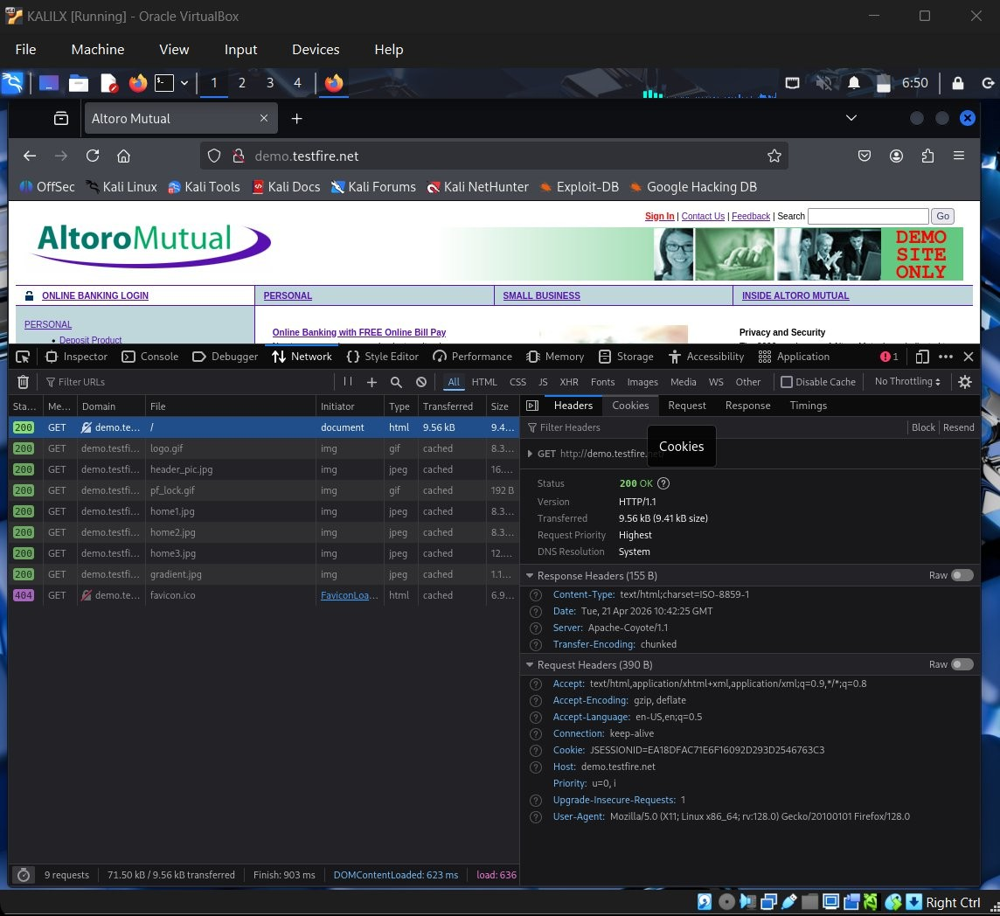 KALILX [Running] - Oracle VirtualBox
File Machine View Input Devices Help
1 2 3 4 6:50
Altoro Mutual
demo.testfire.net
OffSec Kali Linux Kali Tools Kali Docs Kali Forums Kali NetHunter Exploit-DB Google Hacking DB
Sign In | Contact Us | Feedback | Search Go
AltoroMutual
DEMO
SITE
ONLY
ONLINE BANKING LOGIN PERSONAL SMALL BUSINESS INSIDE ALTORO MUTUAL
PERSONAL
• Deposit Product
Online Banking with FREE Online Bill Pay
Privacy and Security
Inspector Console Debugger Network Style Editor Performance Memory Storage Accessibility Application 1
Filter URLs All HTML CSS JS XHR Fonts Images Media WS Other Disable Cache No Throttling
Sta... Me... Domain File Initiator Type Transferred Size
200 GET demo.te... / document html 9.56 kB 9.4...
200 GET demo.testfi... logo.gif img gif cached 8.3...
200 GET demo.testfi... header_pic.jpg img jpeg cached 16....
200 GET demo.testfi... pf_lock.gif img gif cached 192 B
200 GET demo.testfi... home1.jpg img jpeg cached 8.3...
200 GET demo.testfi... home2.jpg img jpeg cached 8.3...
200 GET demo.testfi... home3.jpg img jpeg cached 12....
200 GET demo.testfi... gradient.jpg img jpeg cached 1.1...
404 GET demo.te... favicon.ico FaviconLoa... html cached 6.9...
Headers Cookies Request Response Timings
Filter Headers Block Resend
Cookies
GET http://demo.testfire.net
Status 200 OK ?
Version HTTP/1.1
Transferred 9.56 kB (9.41 kB size)
Request Priority Highest
DNS Resolution System
Response Headers (155 B) Raw
? Content-Type: text/html;charset=ISO-8859-1
? Date: Tue, 21 Apr 2026 10:42:25 GMT
? Server: Apache-Coyote/1.1
? Transfer-Encoding: chunked
Request Headers (390 B) Raw
? Accept: text/html,application/xhtml+xml,application/xml;q=0.9,*/*;q=0.8
? Accept-Encoding: gzip, deflate
? Accept-Language: en-US,en;q=0.5
? Connection: keep-alive
? Cookie: JSESSIONID=EA18DFAC71E6F16092D293D2546763C3
? Host: demo.testfire.net
Priority: u=0, i
? Upgrade-Insecure-Requests: 1
? User-Agent: Mozilla/5.0 (X11; Linux x86_64; rv:128.0) Gecko/20100101 Firefox/128.0
9 requests 71.50 kB / 9.56 kB transferred Finish: 903 ms DOMContentLoaded: 623 ms load: 636
Right Ctrl